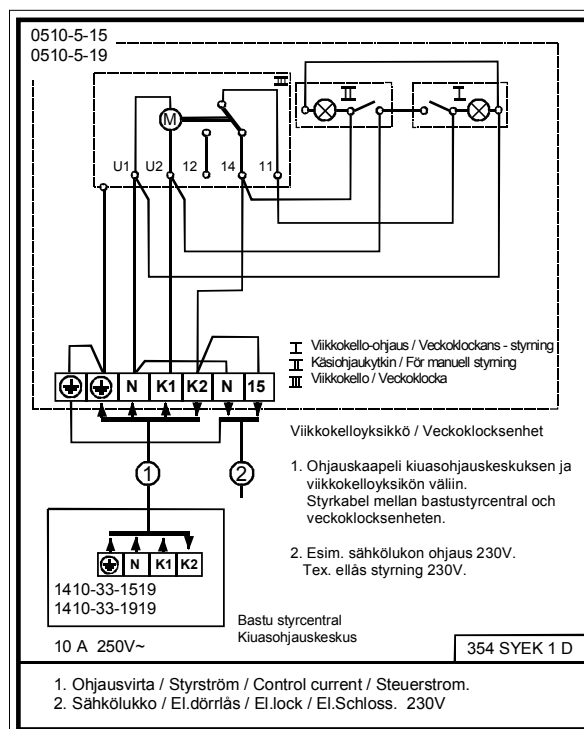 0510-5-15
0510-5-19
III
II
I
M
U1 U2 12 14 11
I Viikkokello-ohjaus / Veckoklockans - styrning
II Käsiohjaukytkin / För manuell styrning
III Viikkokello / Veckoklocka
N K1 K2 N 15
Viikkokelloyksikkö / Veckoklocksenhet
1 2
1. Ohjauskaapeli kiuasohjauskeskuksen ja
viikkokelloyksikön väliin.
Styrkabel mellan bastustyrcentral och
veckoklocksenheten.
2. Esim. sähkölukon ohjaus 230V.
Tex. ellås styrning 230V.
N K1 K2
1410-33-1519
1410-33-1919
Bastu styrcentral
Kiuasohjauskeskus
10 A 250V~
354 SYEK 1 D
1. Ohjausvirta / Styrström / Control current / Steuerstrom.
2. Sähkölukko / El.dörrlås / El.lock / El.Schloss. 230V